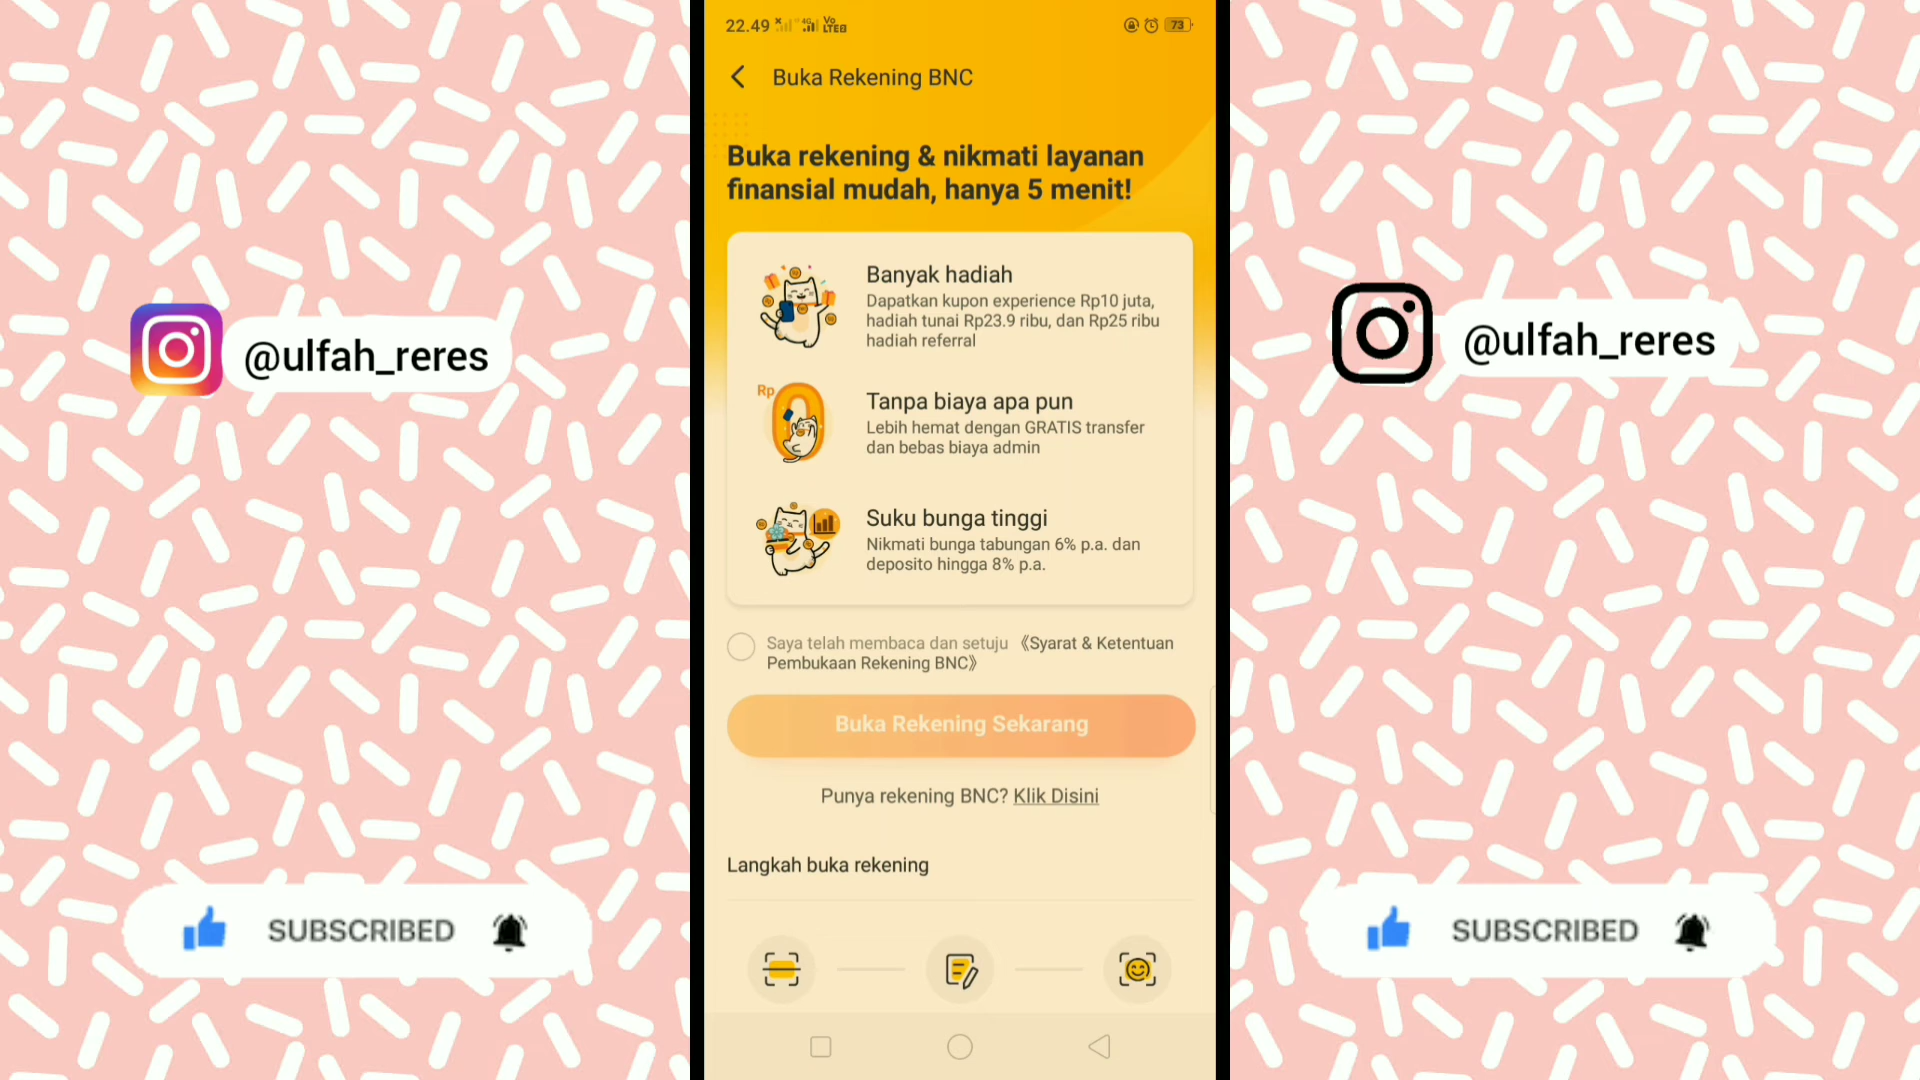 22.49 4G Vo LTE 73
Buka Rekening BNC
Buka rekening & nikmati layanan
finansial mudah, hanya 5 menit!
Banyak hadiah
Dapatkan kupon experience Rp10 juta,
hadiah tunai Rp23.9 ribu, dan Rp25 ribu
hadiah referral
Rp 0
Tanpa biaya apa pun
Lebih hemat dengan GRATIS transfer
dan bebas biaya admin
Suku bunga tinggi
Nikmati bunga tabungan 6% p.a. dan
deposito hingga 8% p.a.
Saya telah membaca dan setuju 《Syarat & Ketentuan
Pembukaan Rekening BNC》
Buka Rekening Sekarang
Punya rekening BNC? Klik Disini
Langkah buka rekening
@ulfah_reres
SUBSCRIBED
@ulfah_reres
SUBSCRIBED